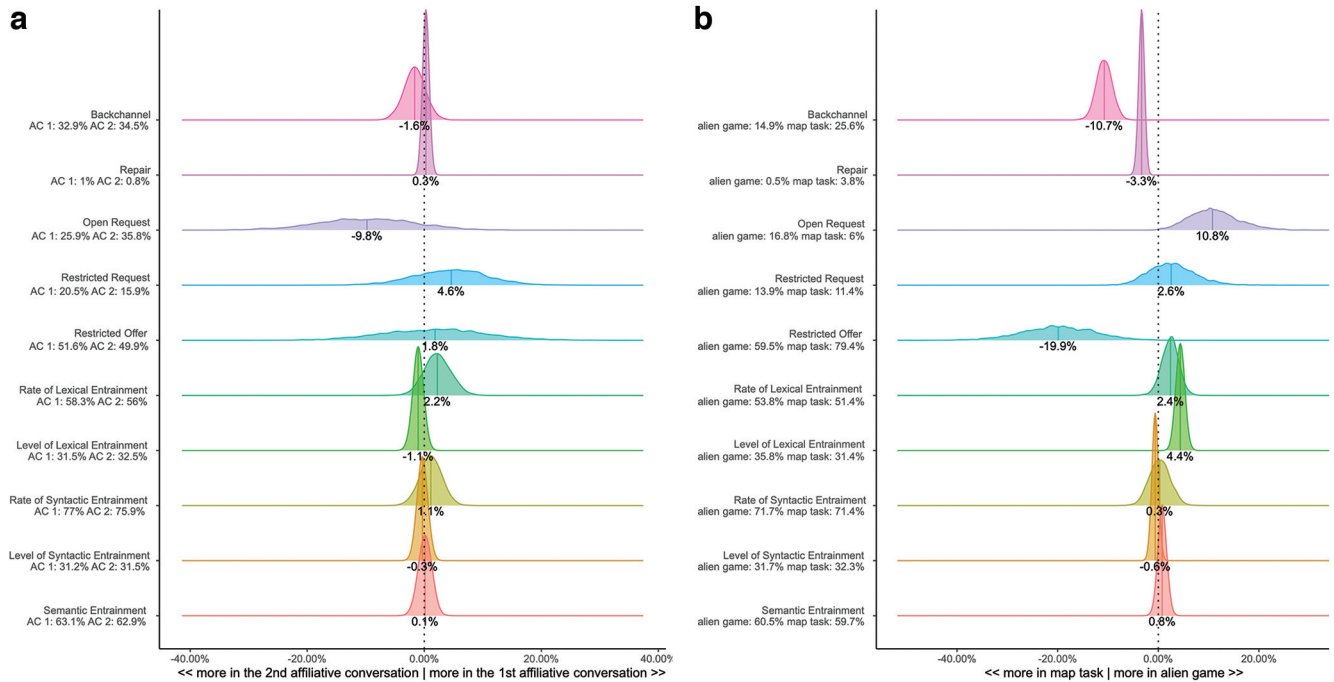 a
Backchannel
AC 1: 32.9% AC 2: 34.5%
-1.6%
Repair
AC 1: 1% AC 2: 0.8%
0.3%
Open Request
AC 1: 25.9% AC 2: 35.8%
-9.8%
Restricted Request
AC 1: 20.5% AC 2: 15.9%
4.6%
Restricted Offer
AC 1: 51.6% AC 2: 49.9%
1.8%
Rate of Lexical Entrainment
AC 1: 58.3% AC 2: 56%
2.2%
Level of Lexical Entrainment
AC 1: 31.5% AC 2: 32.5%
-1.1%
Rate of Syntactic Entrainment
AC 1: 77% AC 2: 75.9%
1.1%
Level of Syntactic Entrainment
AC 1: 31.2% AC 2: 31.5%
-0.3%
Semantic Entrainment
AC 1: 63.1% AC 2: 62.9%
0.1%
-40.00% -20.00% 0.00% 20.00% 40.00%
<< more in the 2nd affiliative conversation | more in the 1st affiliative conversation >>
b
Backchannel
alien game: 14.9% map task: 25.6%
-10.7%
Repair
alien game: 0.5% map task: 3.8%
-3.3%
Open Request
alien game: 16.8% map task: 6%
10.8%
Restricted Request
alien game: 13.9% map task: 11.4%
2.6%
Restricted Offer
alien game: 59.5% map task: 79.4%
-19.9%
Rate of Lexical Entrainment
alien game: 53.8% map task: 51.4%
2.4%
Level of Lexical Entrainment
alien game: 35.8% map task: 31.4%
4.4%
Rate of Syntactic Entrainment
alien game: 71.7% map task: 71.4%
0.3%
Level of Syntactic Entrainment
alien game: 31.7% map task: 32.3%
-0.6%
Semantic Entrainment
alien game: 60.5% map task: 59.7%
0.8%
-40.00% -20.00% 0.00% 20.00%
<< more in map task | more in alien game >>